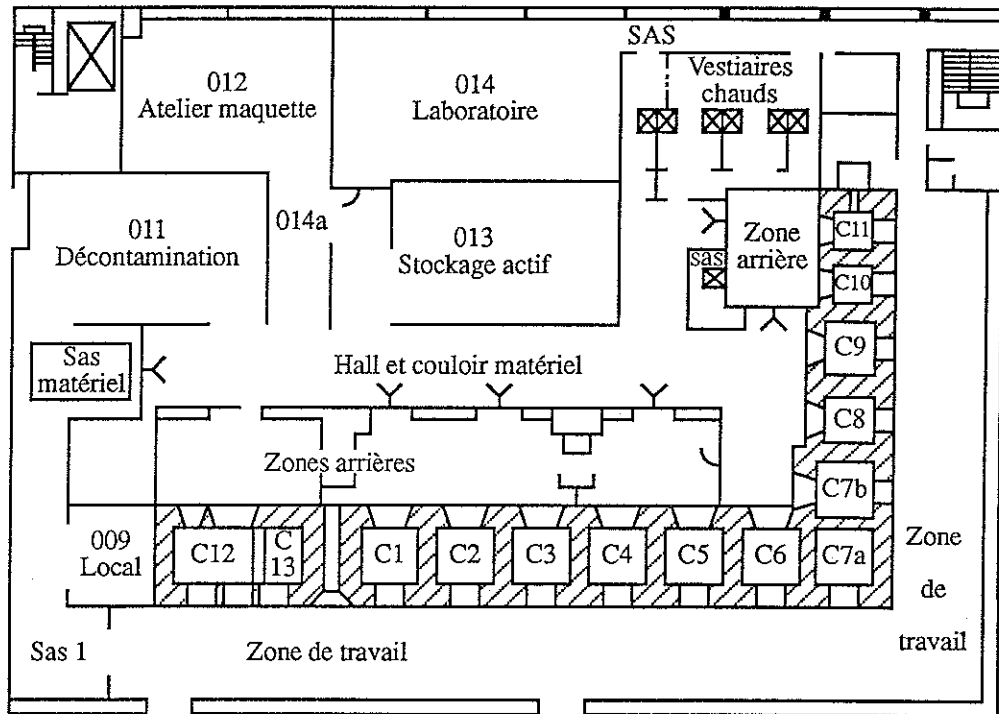 SAS
012
Atelier maquette
014
Laboratoire
Vestiaires
chauds
011
Décontamination
014a
013
Stockage actif
sas
Zone
arrière
C11
C10
Sas
matériel
Hall et couloir matériel
C9
C8
Zones arrières
C7b
009
Local
C12
C
13
C1
C2
C3
C4
C5
C6
C7a
Zone
de
travail
Sas 1
Zone de travail